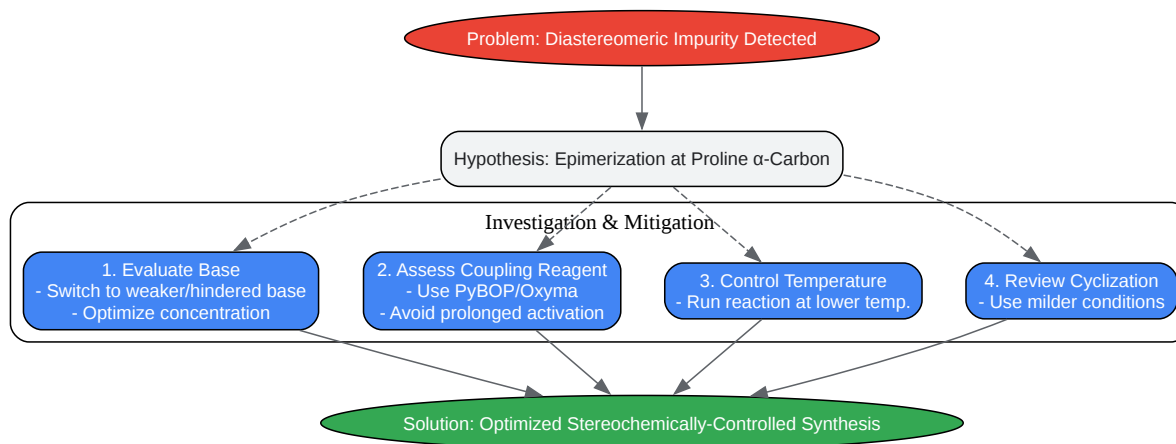 Problem: Diastereomeric Impurity Detected
Hypothesis: Epimerization at Proline α-Carbon
Investigation & Mitigation
1. Evaluate Base
- Switch to weaker/hindered base
- Optimize concentration
2. Assess Coupling Reagent
- Use PyBOP/Oxyma
- Avoid prolonged activation
3. Control Temperature
- Run reaction at lower temp.
4. Review Cyclization
- Use milder conditions
Solution: Optimized Stereochemically-Controlled Synthesis